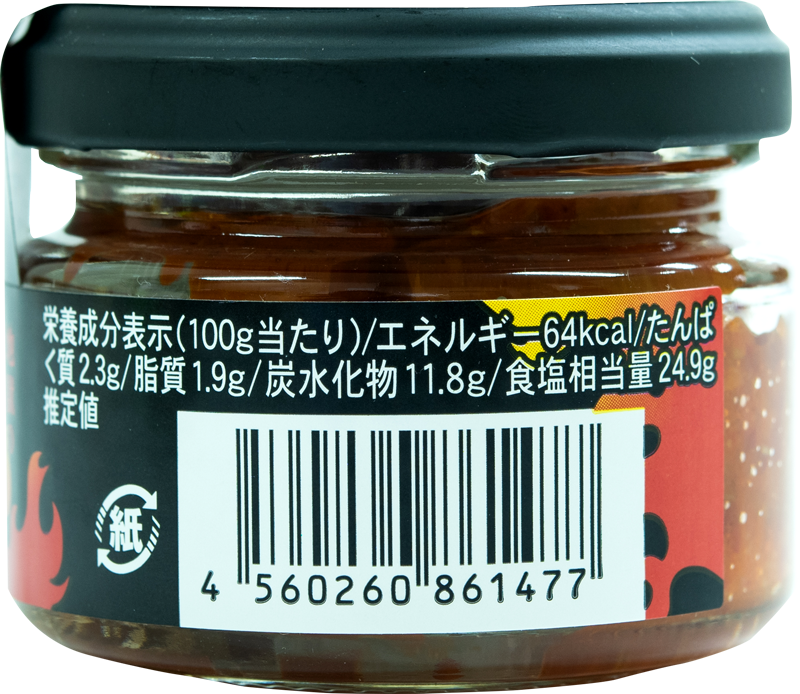 栄養成分表示(100g当たり)/エネルギー64kcal/たんぱ
く質2.3g/脂質1.9g/炭水化物11.8g/食塩相当量24.9g
推定値
紙
4 560260 861477